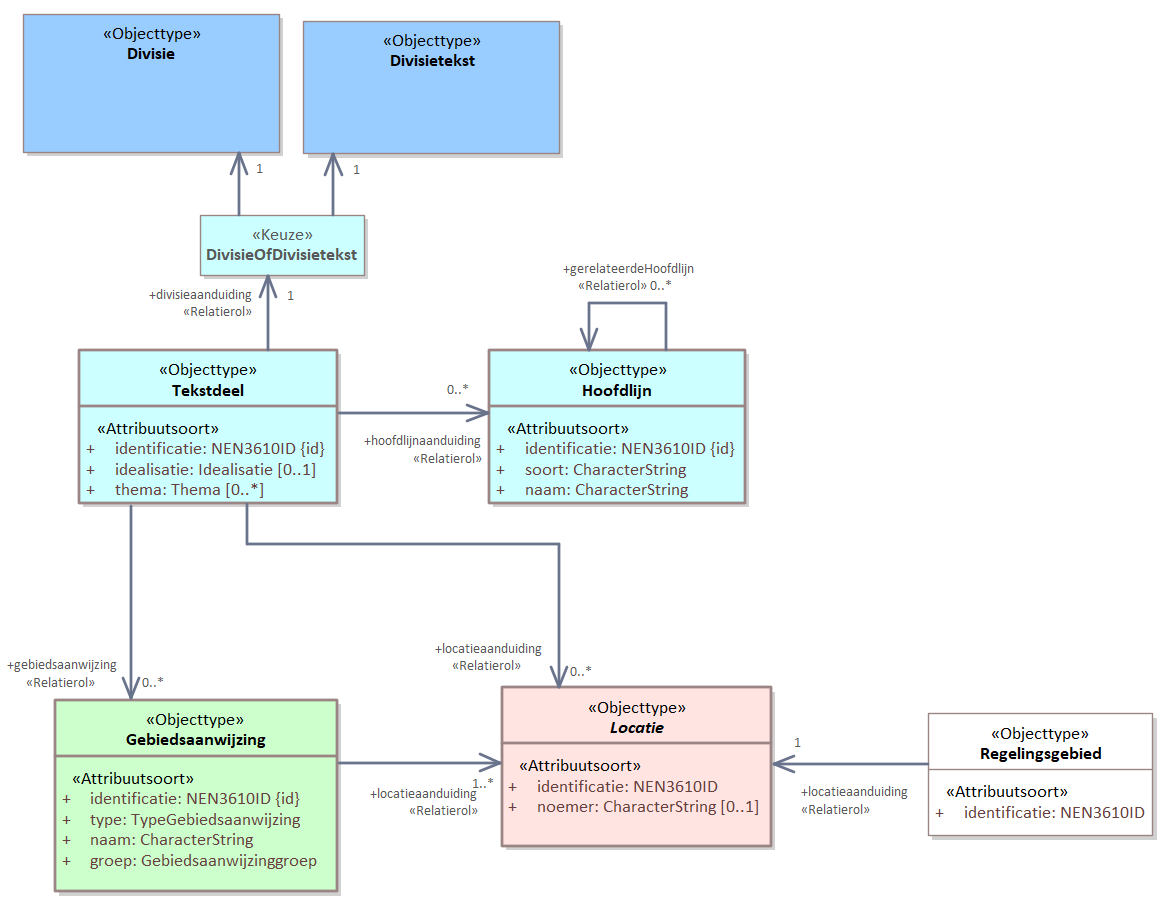 «Objecttype»
Divisie
«Objecttype»
Divisietekst
1
1
«Keuze»
DivisieOfDivisietekst
+divisieaanduiding
«Relatierol»
1
+gerelateerdeHoofdlijn
«Relatierol» 0..*
«Objecttype»
Tekstdeel
«Attribuutsoort»
+ identificatie: NEN3610ID {id}
+ idealisatie: Idealisatie [0..1]
+ thema: Thema [0..*]
0..*
+hoofdlijnaanduiding
«Relatierol»
«Objecttype»
Hoofdlijn
«Attribuutsoort»
+ identificatie: NEN3610ID {id}
+ soort: CharacterString
+ naam: CharacterString
+gebiedsaanwijzing
«Relatierol»
0..*
+locatieaanduiding
«Relatierol»
0..*
«Objecttype»
Gebiedsaanwijzing
«Attribuutsoort»
+ identificatie: NEN3610ID {id}
+ type: TypeGebiedsaanwijzing
+ naam: CharacterString
+ groep: Gebiedsaanwijzinggroep
1..*
+locatieaanduiding
«Relatierol»
«Objecttype»
Locatie
«Attribuutsoort»
+ identificatie: NEN3610ID
+ noemer: CharacterString [0..1]
1
+locatieaanduiding
«Relatierol»
«Objecttype»
Regelingsgebied
«Attribuutsoort»
+ identificatie: NEN3610ID